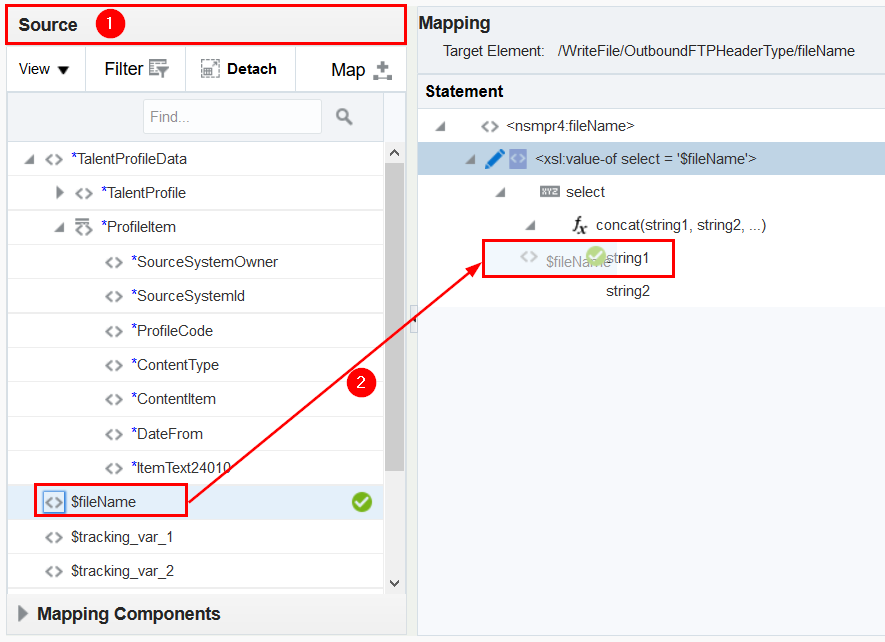 Source 1
View Filter Detach Map
Find...
*TalentProfileData
*TalentProfile
*ProfileItem
*SourceSystemOwner
*SourceSystemId
*ProfileCode
*ContentType
*ContentItem
*DateFrom
*ItemText24010
$fileName
$tracking_var_1
$tracking_var_2
Mapping Components
2
Mapping
Target Element: /WriteFile/OutboundFTPHeaderType/fileName
Statement
<nsmpr4:fileName>
<xsl:value-of select = '$fileName'>
XYZ select
fx concat(string1, string2, ...)
$fileName string1
string2